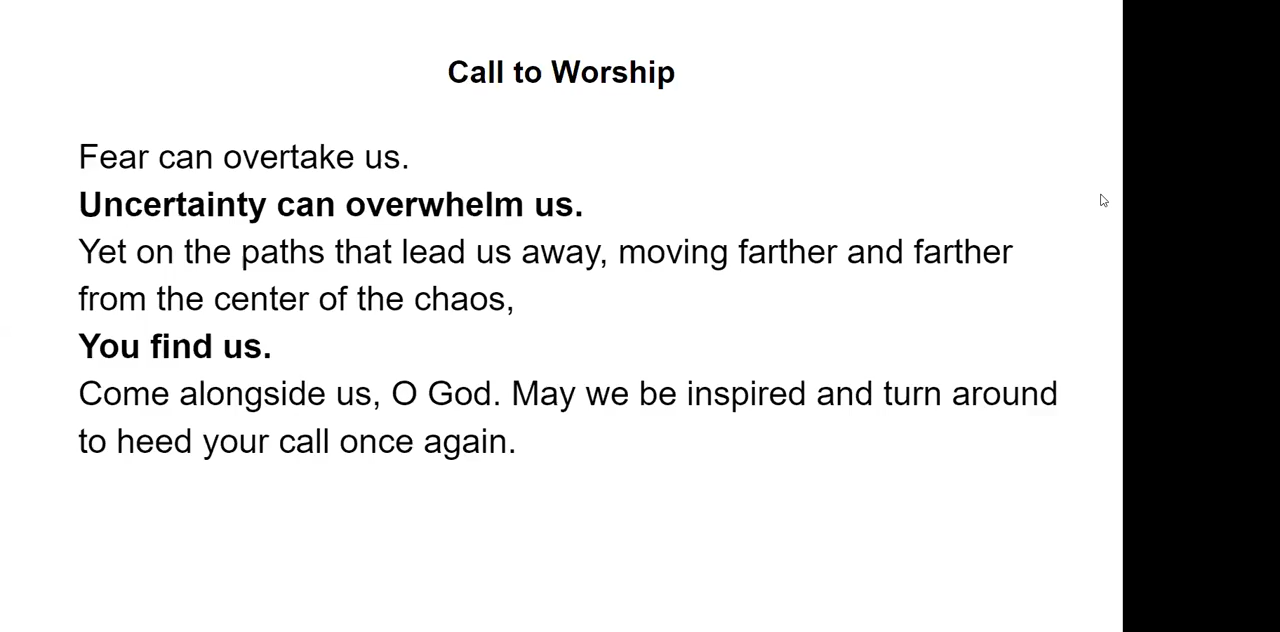 Call to Worship
Fear can overtake us.
Uncertainty can overwhelm us.
Yet on the paths that lead us away, moving farther and farther
from the center of the chaos,
You find us.
Come alongside us, O God. May we be inspired and turn around
to heed your call once again.